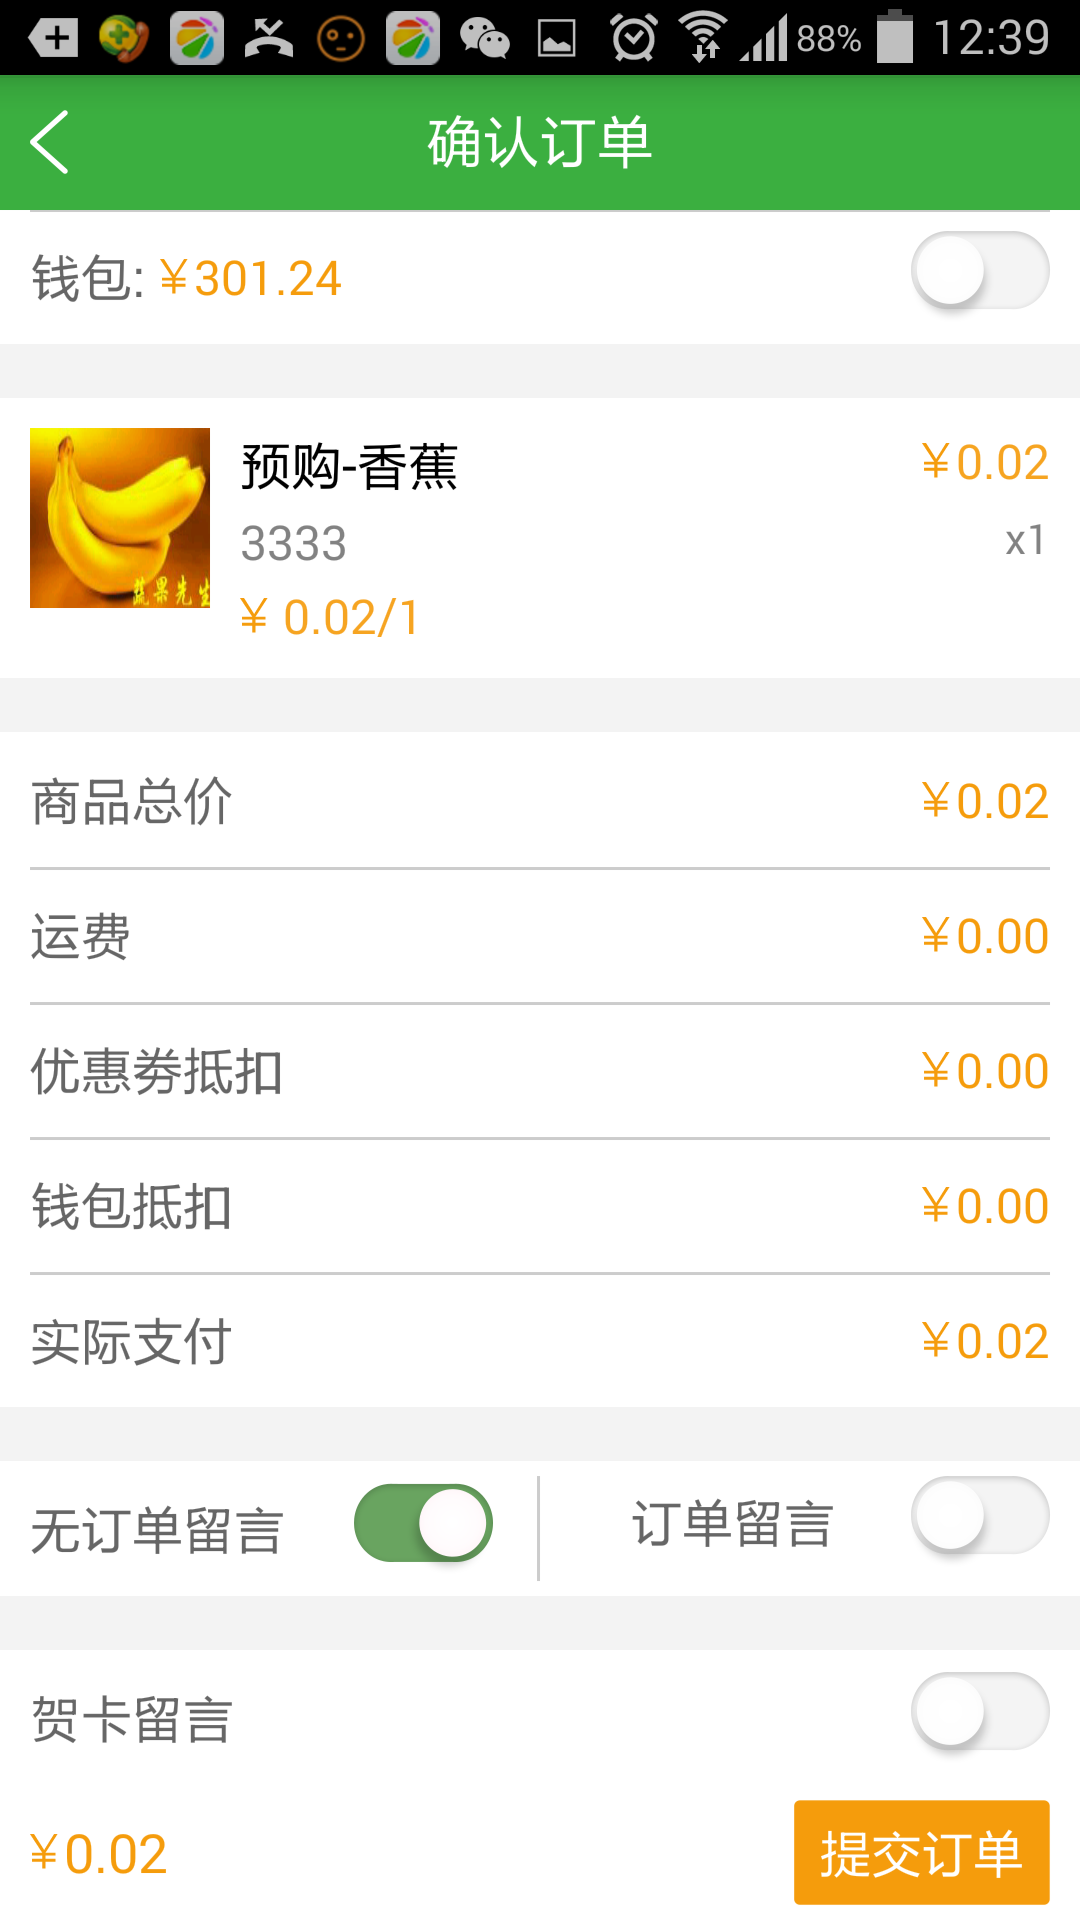 88% 12:39
确认订单
钱包: ￥301.24
预购-香蕉 ￥0.02
3333 x1
￥ 0.02/1
蔬果先生
商品总价 ￥0.02
运费 ￥0.00
优惠券抵扣 ￥0.00
钱包抵扣 ￥0.00
实际支付 ￥0.02
无订单留言 订单留言
贺卡留言
￥0.02 提交订单